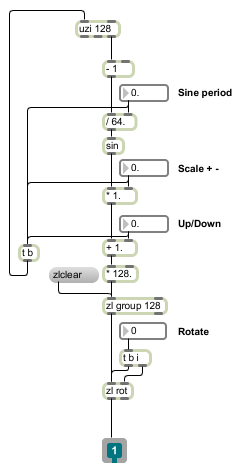 uzi 128
- 1
0.
Sine period
/ 64.
sin
0.
Scale + -
* 1.
0.
Up/Down
t b
+ 1.
zlclear
* 128.
zl group 128
0
Rotate
t b i
zl rot
1